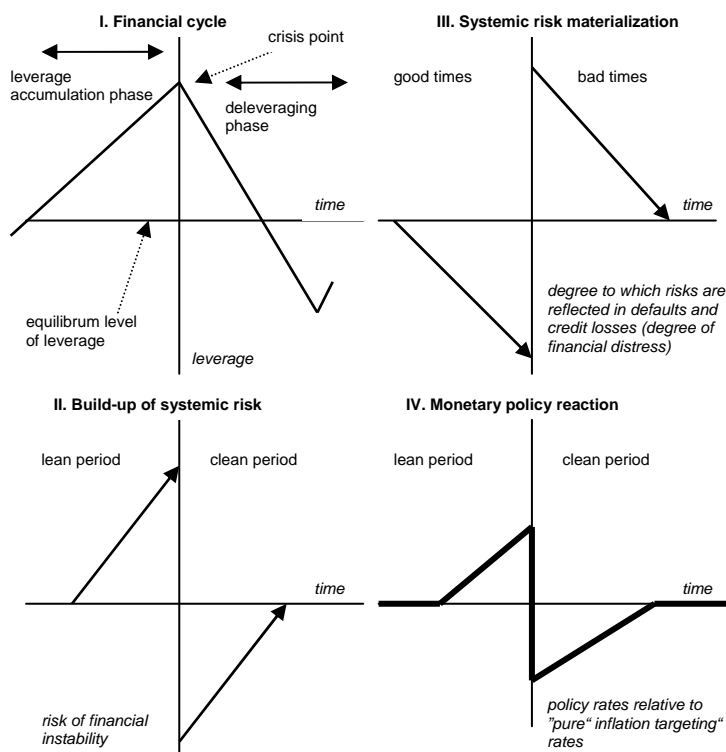 I. Financial cycle
crisis point
leverage
accumulation phase
deleveraging
phase
time
equilibrum level
of leverage
leverage
III. Systemic risk materialization
good times
bad times
time
degree to which risks are
reflected in defaults and
credit losses (degree of
financial distress)
II. Build-up of systemic risk
lean period
clean period
time
risk of financial
instability
IV. Monetary policy reaction
lean period
clean period
time
policy rates relative to
"pure“ inflation targeting“
rates